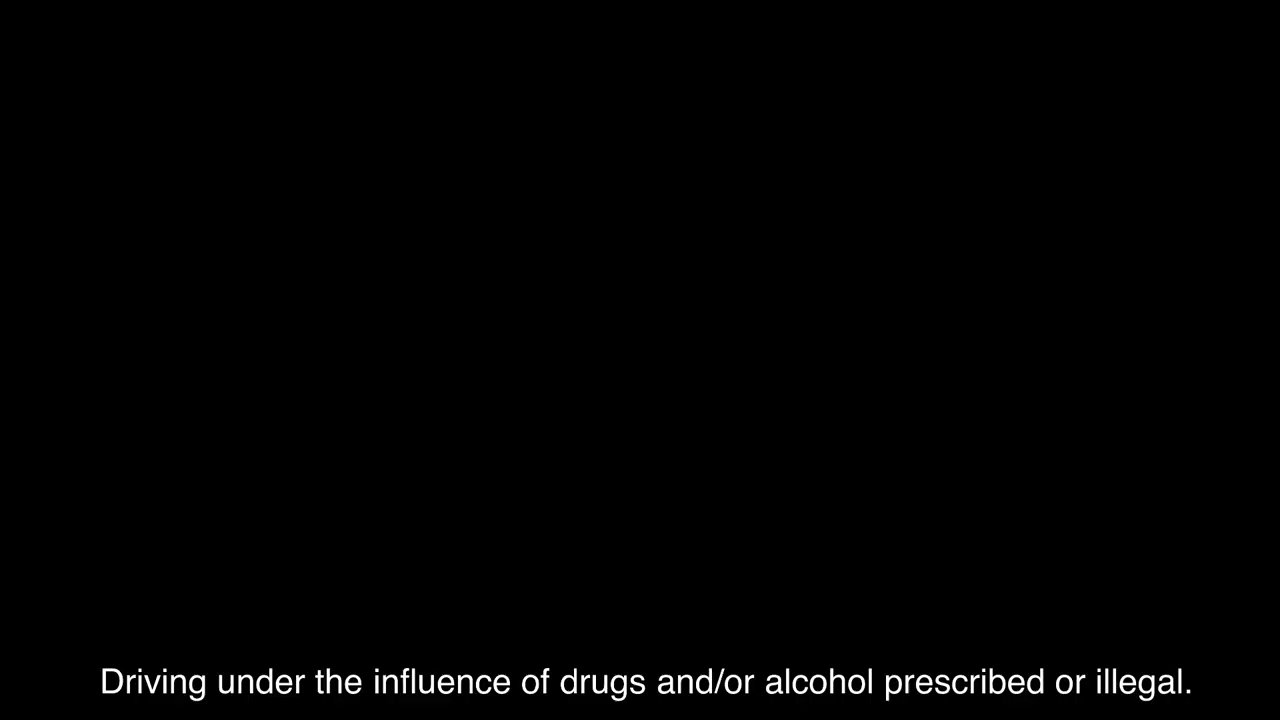 Driving under the influence of drugs and/or alcohol prescribed or illegal.